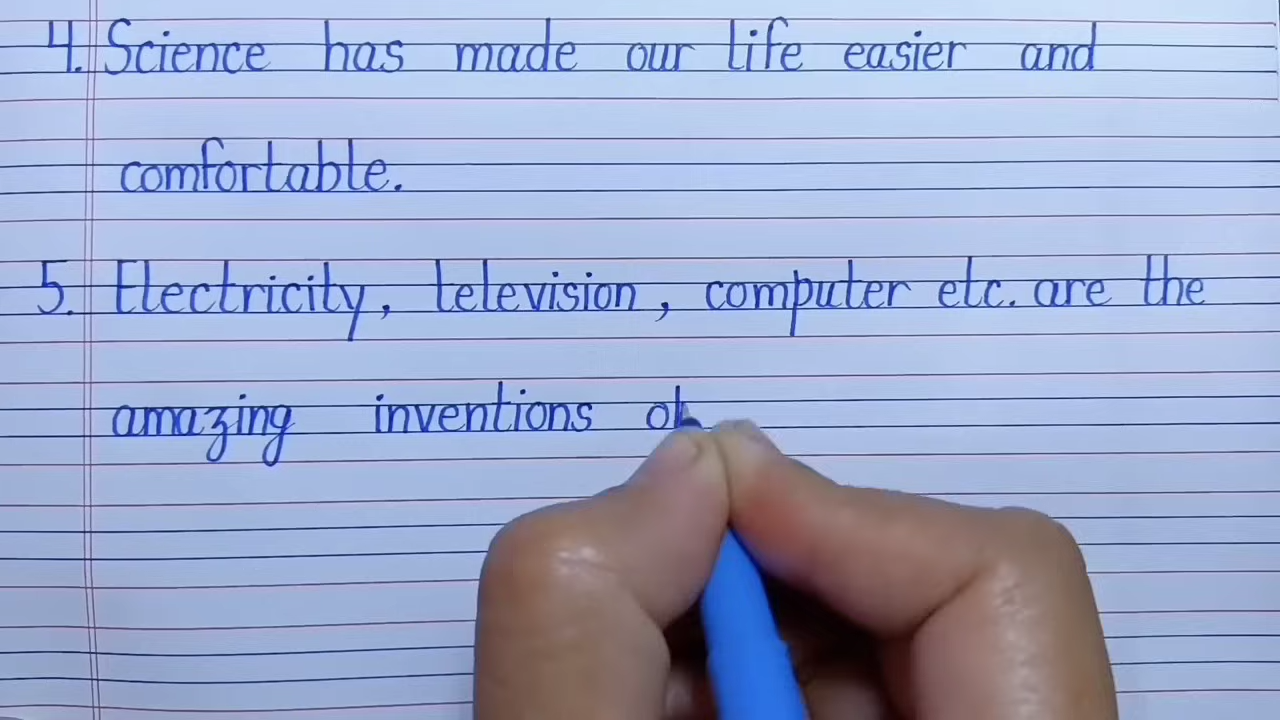 4. Science has made our life easier and
comfortable.
5. Electricity, television, computer etc. are the
amazing inventions